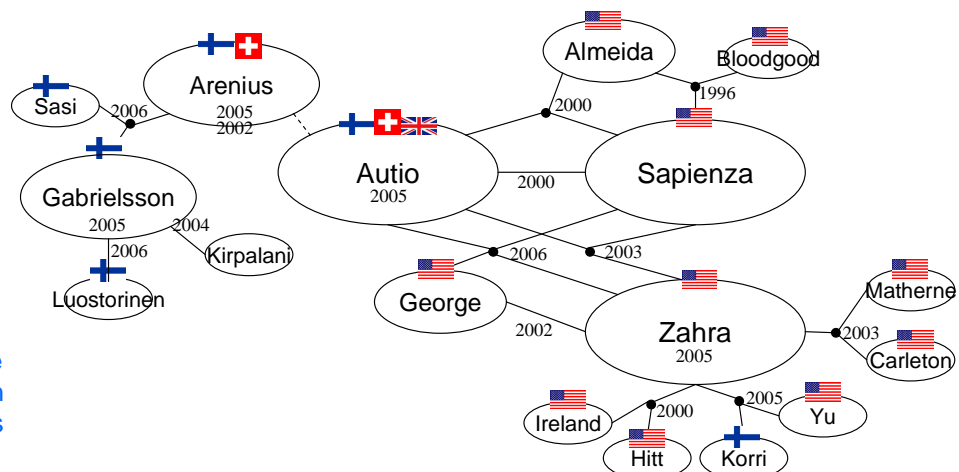 Almeida
Bloodgood
Arenius
2005
2002
Sasi
2006
2000
1996
Autio
2005
Sapienza
2000
Gabrielsson
2005
2004
2006
Kirpalani
Luostorinen
2006
2003
George
2002
Zahra
2005
Matherne
2003
Carleton
Ireland
2000
Hitt
2005
Yu
Korri
e
n
s